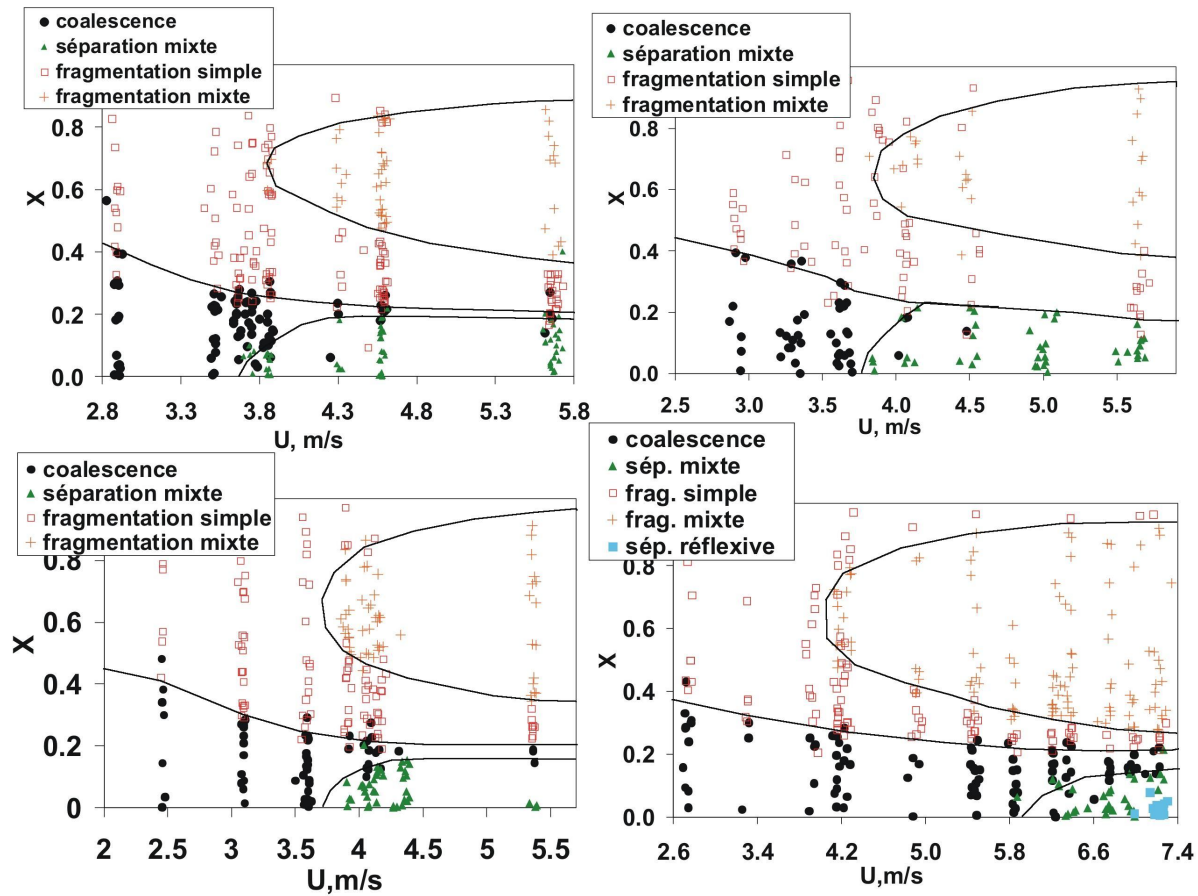 coalescence
séparation mixte
fragmentation simple
fragmentation mixte
X
0.8
0.6
0.4
0.2
0.0
2.8 3.3 3.8 4.3 4.8 5.3 5.8
U, m/s
coalescence
séparation mixte
fragmentation simple
fragmentation mixte
X
0.8
0.6
0.4
0.2
0.0
2.5 3.0 3.5 4.0 4.5 5.0 5.5
U, m/s
coalescence
séparation mixte
fragmentation simple
fragmentation mixte
X
0.8
0.6
0.4
0.2
0
2 2.5 3 3.5 4 4.5 5 5.5
U,m/s
coalescence
sép. mixte
frag. simple
frag. mixte
sép. réflexive
X
0.8
0.6
0.4
0.2
0.0
2.6 3.4 4.2 5.0 5.8 6.6 7.4
U,m/s